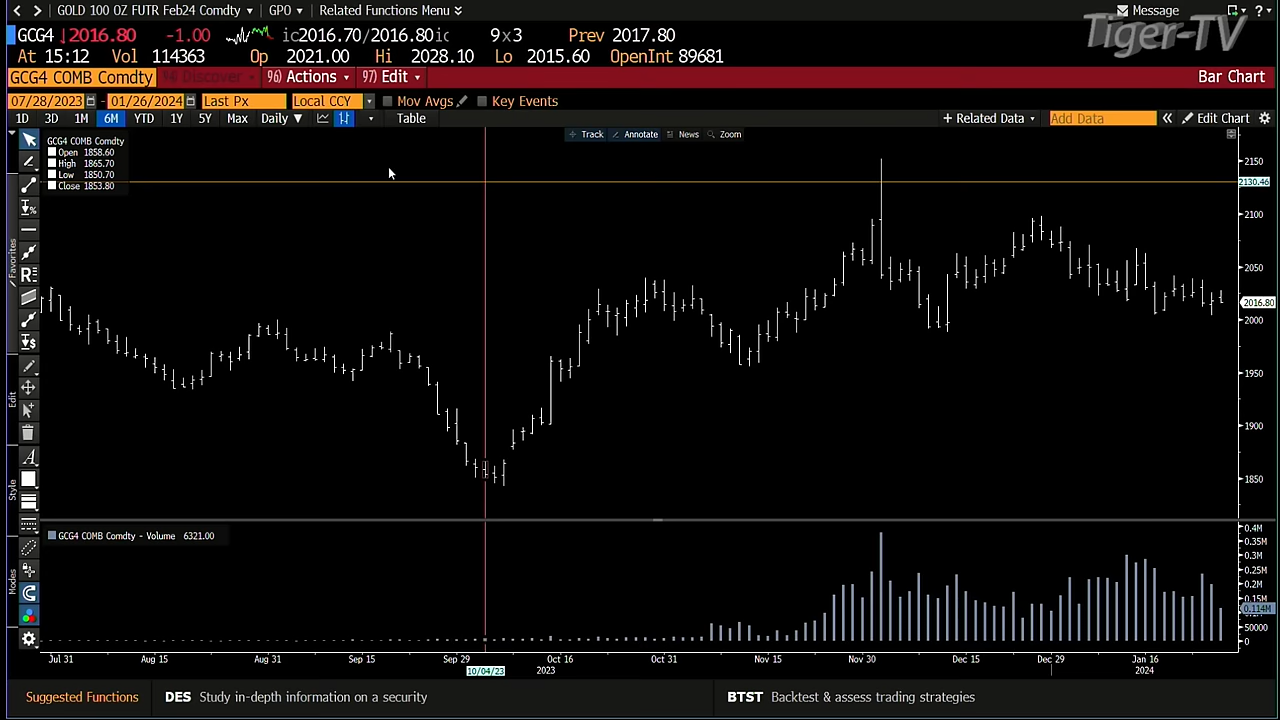 GOLD 100 OZ FUTR Feb24 Comdty GPO Related Functions Menu Message
Tiger-TV
GCG4 ↓2016.80 -1.00 ic2016.70/2016.80ic 9x3 Prev 2017.80
At 15:12 Vol 114363 Op 2021.00 Hi 2028.10 Lo 2015.60 OpenInt 89681
GCG4 COMB Comdty 94) Discover 96) Actions 97) Edit Bar Chart
07/28/2023 - 01/26/2024 Last Px Local CCY Mov Avgs Key Events
1D 3D 1M 6M YTD 1Y 5Y Max Daily ▼ Table + Related Data Add Data « Edit Chart
Track Annotate News Zoom
GCG4 COMB Comdty
Open 1858.60
High 1865.70
Low 1850.70
Close 1853.80
Favorites
Edit
Style
Modes
2150
2130.46
2100
2050
2016.80
2000
1950
1900
1850
GCG4 COMB Comdty - Volume 6321.00
0.4M
0.35M
0.3M
0.25M
0.2M
0.15M
0.114M
50000
0
Jul 31 Aug 15 Aug 31 Sep 15 Sep 29 Oct 16 Oct 31 Nov 15 Nov 30 Dec 15 Dec 29 Jan 16
10/04/23 2023 2024
Suggested Functions DES Study in-depth information on a security BTST Backtest & assess trading strategies